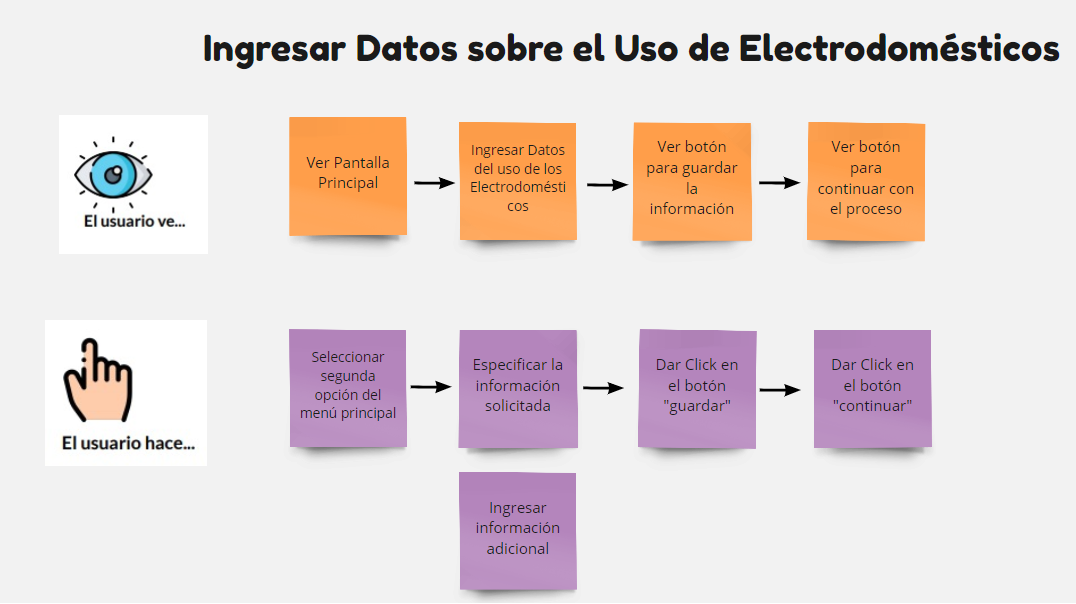 Ingresar Datos sobre el Uso de Electrodomésticos
El usuario ve...
Ver Pantalla
Principal
Ingresar Datos
del uso de los
Electrodomésti
cos
Ver botón
para guardar
la
información
Ver botón
para
continuar con
el proceso
El usuario hace...
Seleccionar
segunda
opción del
menú principal
Especificar la
información
solicitada
Dar Click en
el botón
"guardar"
Dar Click en
el botón
"continuar"
Ingresar
información
adicional